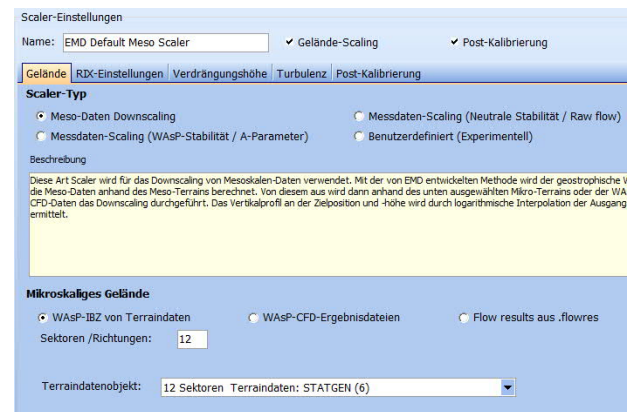 Scaler-Einstellungen
Name: EMD Default Meso Scaler Gelände-Scaling Post-Kalibrierung
Gelände RIX-Einstellungen Verdrängungshöhe Turbulenz Post-Kalibrierung
Scaler-Typ
Meso-Daten Downscaling Messdaten-Scaling (Neutrale Stabilität / Raw flow)
Messdaten-Scaling (WAsP-Stabilität / A-Parameter) Benutzerdefiniert (Experimentell)
Beschreibung
Diese Art Scaler wird für das Downscaling von Mesoskalen-Daten verwendet. Mit der von EMD entwickelten Methode wird der geostrophische
die Meso-Daten anhand des Meso-Terrains berechnet. Von diesem aus wird dann anhand des unten ausgewählten Mikro-Terrains oder der
CFD-Daten das Downscaling durchgeführt. Das Vertikalprofil an der Zielposition und -höhe wird durch logarithmische Interpolation der
ermittelt.
Mikroskaliges Gelände
WAsP-IBZ von Terraindaten WAsP-CFD-Ergebnisdateien Flow results aus .flowres
Sektoren /Richtungen: 12
Terraindatenobjekt: 12 Sektoren Terraindaten: STATGEN (6)